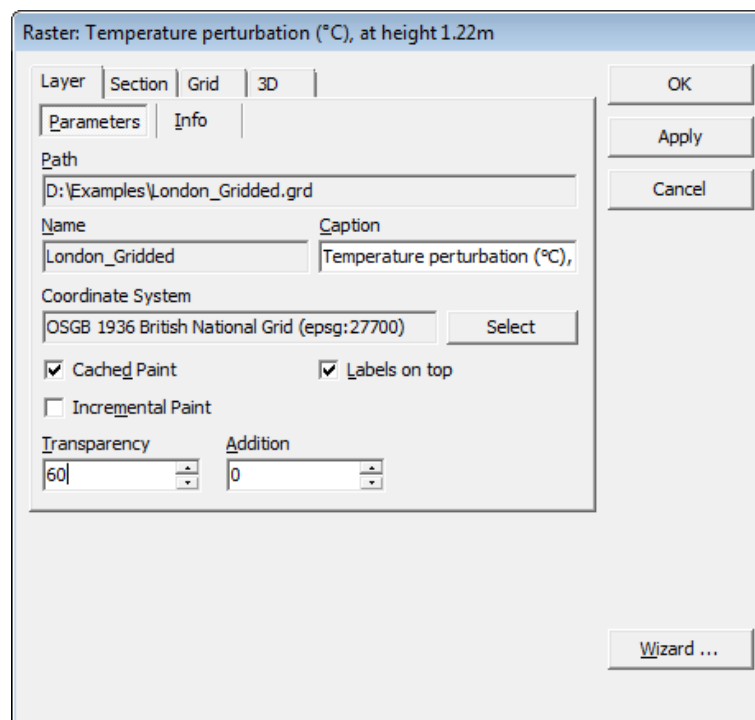 Raster: Temperature perturbation (°C), at height 1.22m
Layer Section Grid 3D
OK
Parameters Info
Apply
Path
D:\Examples\London_Gridded.grd
Cancel
Name Caption
London_Gridded Temperature perturbation (°C),
Coordinate System
OSGB 1936 British National Grid (epsg:27700) Select
Cached Paint Labels on top
Incremental Paint
Transparency Addition
60 0
Wizard ...